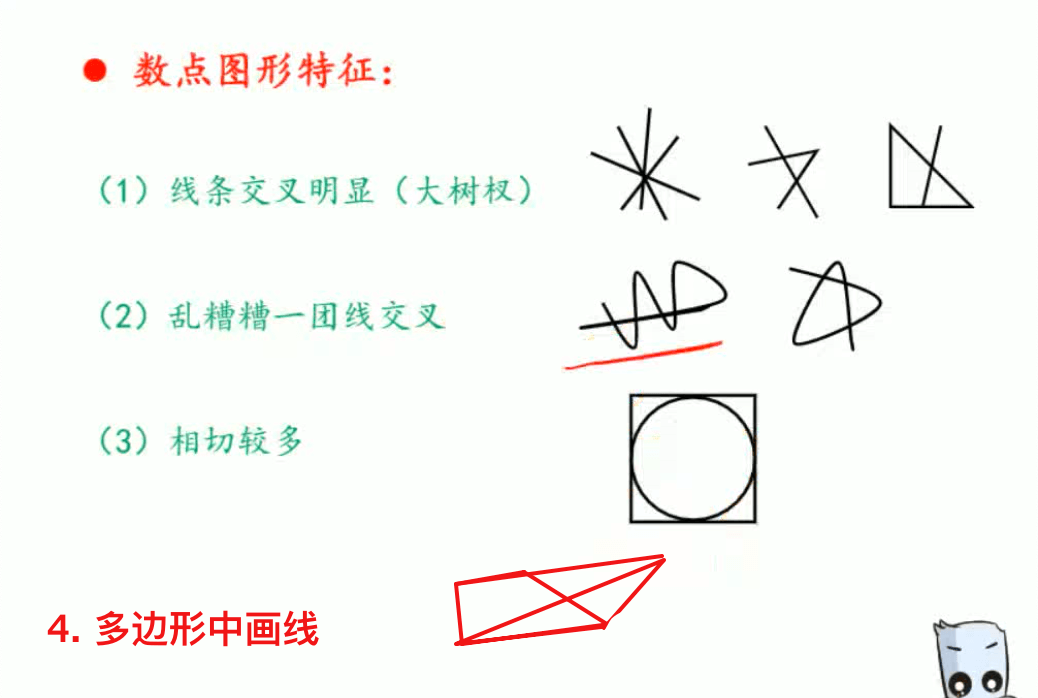 ● 数点图形特征：
（1）线条交叉明显（大树杈）
（2）乱糟糟一团线交叉
（3）相切较多
4. 多边形中画线